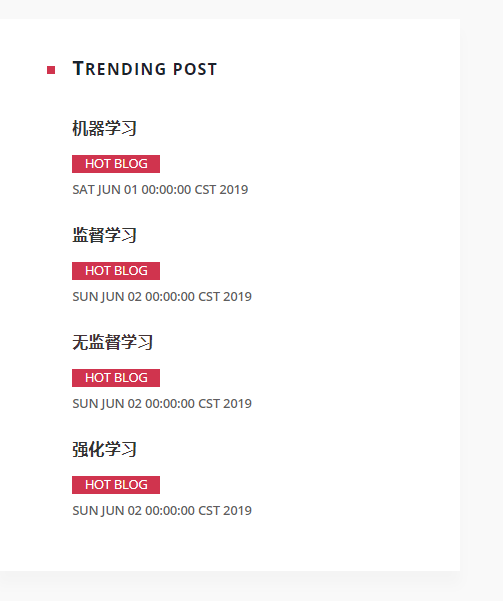 TRENDING POST
机器学习
HOT BLOG
SAT JUN 01 00:00:00 CST 2019
监督学习
HOT BLOG
SUN JUN 02 00:00:00 CST 2019
无监督学习
HOT BLOG
SUN JUN 02 00:00:00 CST 2019
强化学习
HOT BLOG
SUN JUN 02 00:00:00 CST 2019